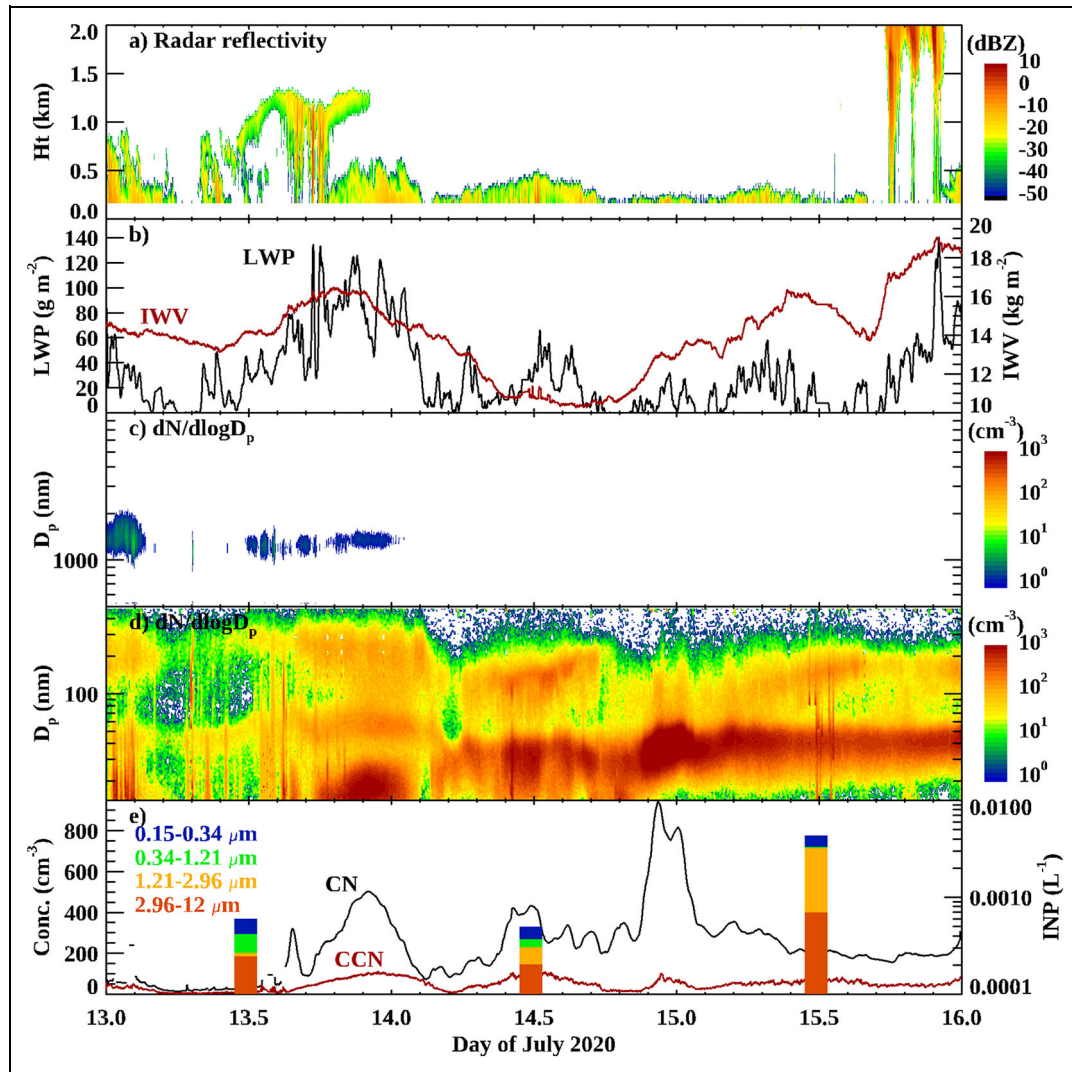 a) Radar reflectivity
(dBZ)
2.0
1.5
1.0
0.5
0.0
Ht (km)
10
0
-10
-20
-30
-40
-50
b)
LWP
IWV
140
120
100
80
60
40
20
0
LWP (g m⁻²)
20
18
16
14
12
10
IWV (kg m⁻²)
c) dN/dlogDₚ
(cm⁻³)
1000
Dₚ (nm)
10³
10²
10¹
10⁰
d) dN/dlogDₚ
(cm⁻³)
100
Dₚ (nm)
10³
10²
10¹
10⁰
e)
0.15-0.34 μm
0.34-1.21 μm
1.21-2.96 μm
2.96-12 μm
CN
CCN
800
600
400
200
0
Conc. (cm⁻³)
0.0100
0.0010
0.0001
INP (L⁻¹)
13.0 13.5 14.0 14.5 15.0 15.5 16.0
Day of July 2020